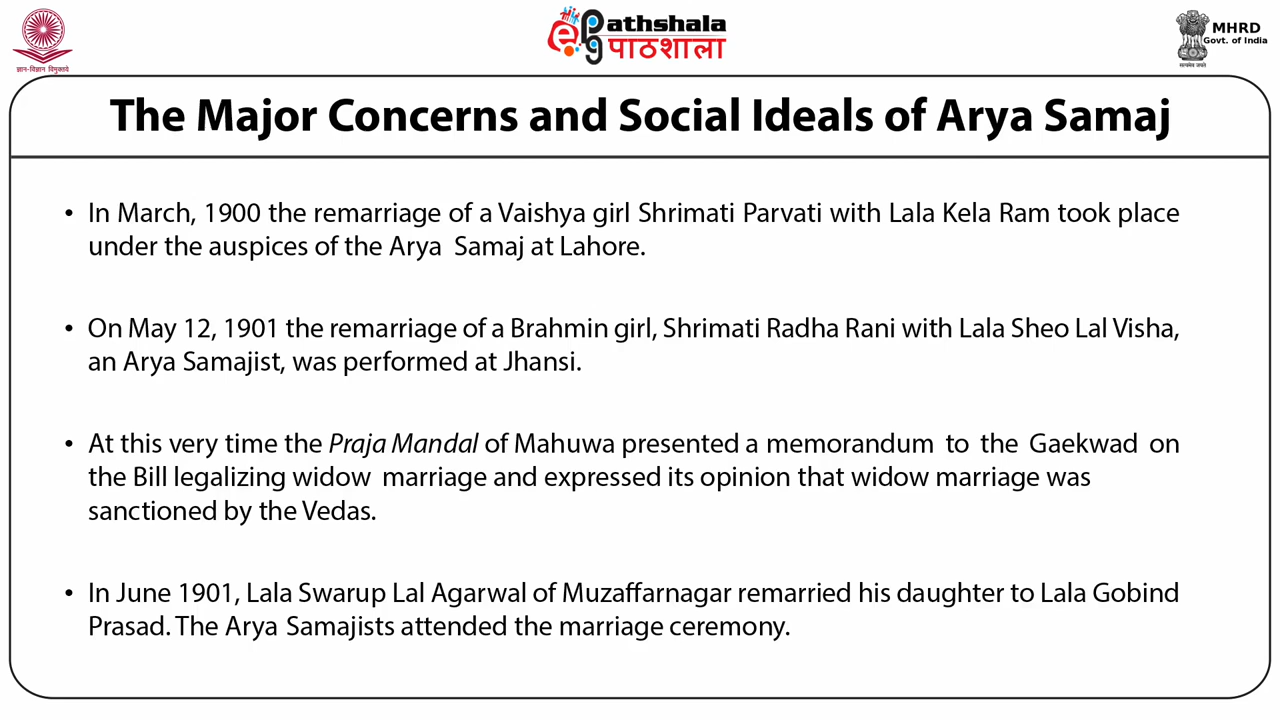 ज्ञान-विज्ञान विमुक्तये
epg athshala
पाठशाला
सत्यमेव जयते
MHRD
Govt. of India
The Major Concerns and Social Ideals of Arya Samaj
• In March, 1900 the remarriage of a Vaishya girl Shrimati Parvati with Lala Kela Ram took place
under the auspices of the Arya Samaj at Lahore.
• On May 12, 1901 the remarriage of a Brahmin girl, Shrimati Radha Rani with Lala Sheo Lal Visha,
an Arya Samajist, was performed at Jhansi.
• At this very time the Praja Mandal of Mahuwa presented a memorandum to the Gaekwad on
the Bill legalizing widow marriage and expressed its opinion that widow marriage was
sanctioned by the Vedas.
• In June 1901, Lala Swarup Lal Agarwal of Muzaffarnagar remarried his daughter to Lala Gobind
Prasad. The Arya Samajists attended the marriage ceremony.